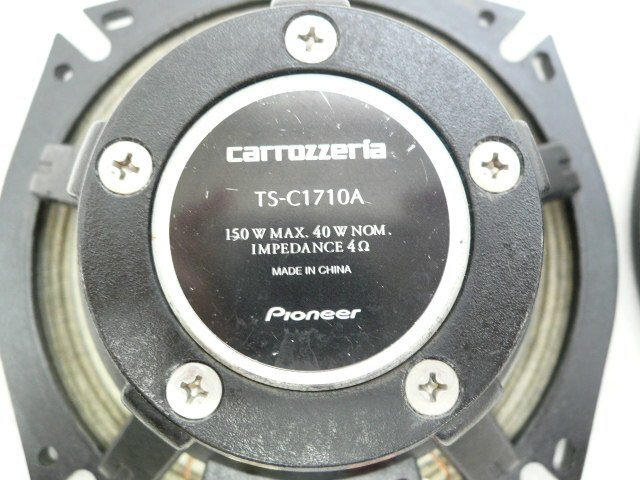 carrozzeria
TS-C1710A
150 W MAX. 40 W NOM.
IMPEDANCE 4Ω
MADE IN CHINA
Pioneer